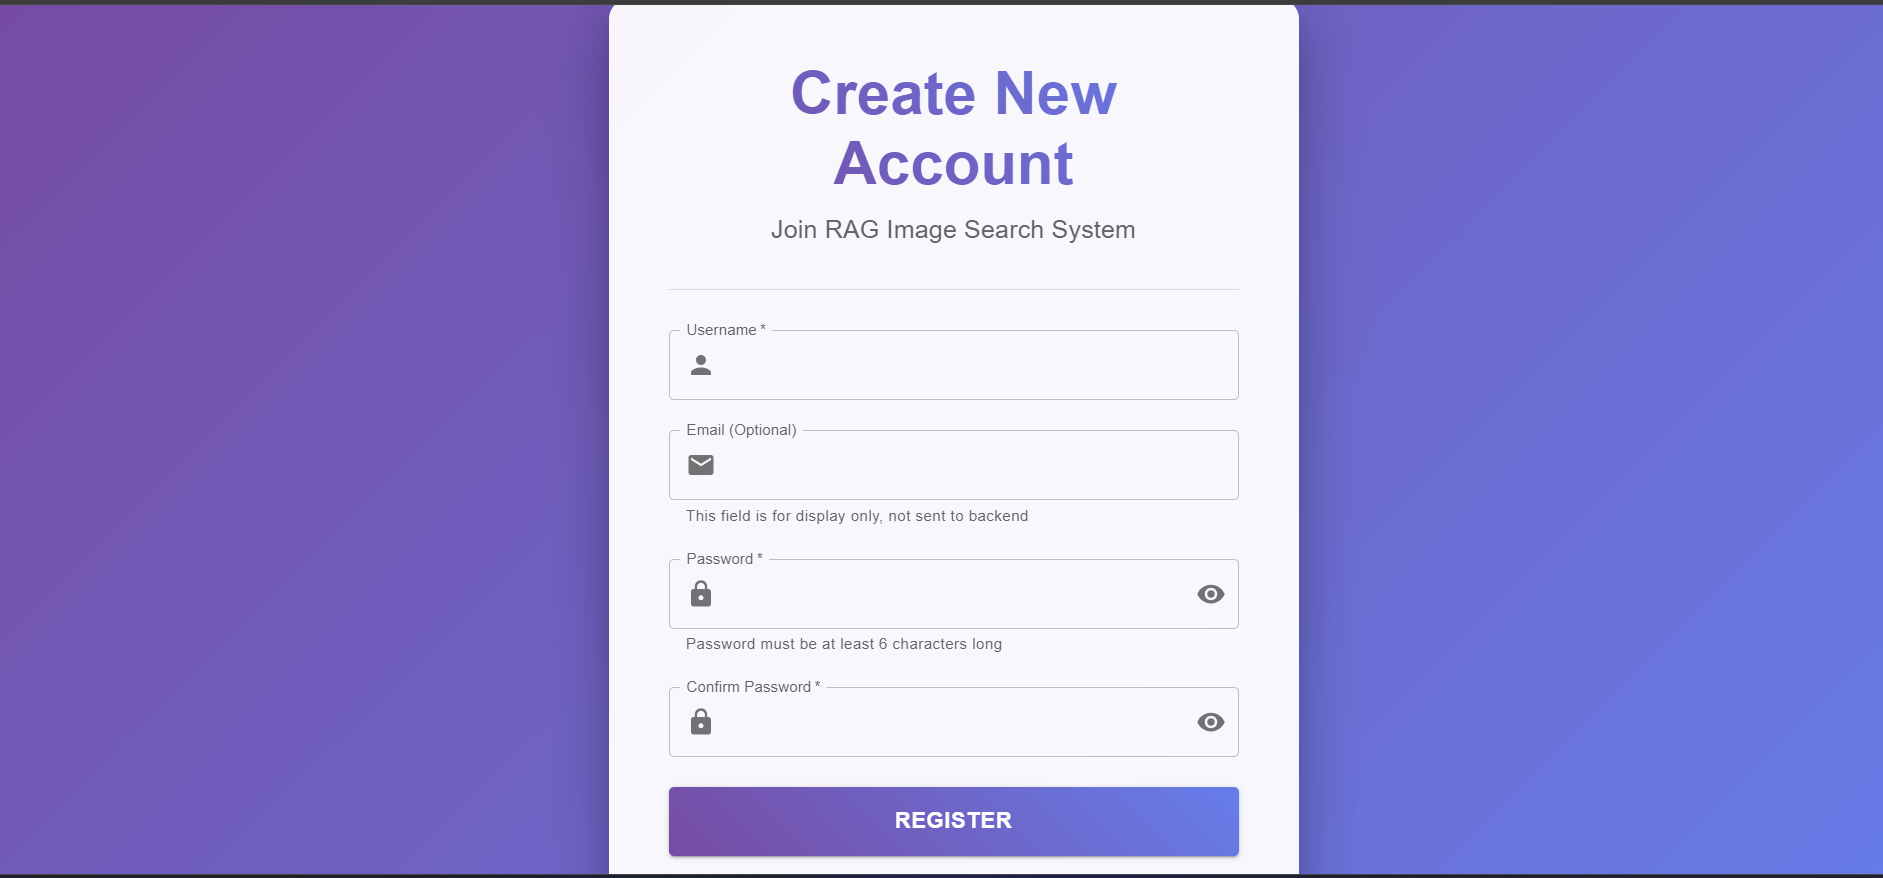 Create New
Account
Join RAG Image Search System
Username *
Email (Optional)
This field is for display only, not sent to backend
Password *
Password must be at least 6 characters long
Confirm Password *
REGISTER